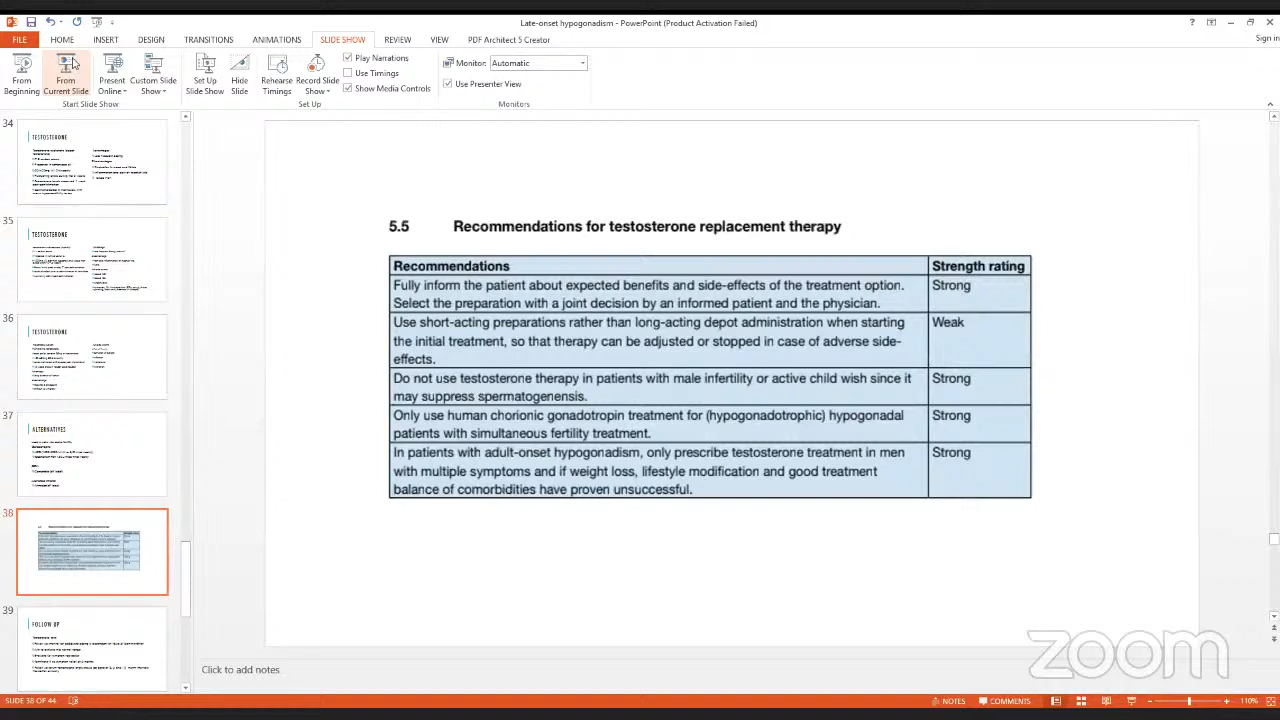 Late-onset hypogonadism - PowerPoint (Product Activation Failed)
FILE HOME INSERT DESIGN TRANSITIONS ANIMATIONS SLIDE SHOW REVIEW VIEW PDF Architect 5 Creator
Sign in
From Beginning
From Current Slide
Present Online
Custom Slide Show
Set Up Slide Show
Hide Slide
Rehearse Timings
Record Slide Show
Play Narrations
Use Timings
Show Media Controls
Monitor: Automatic
Use Presenter View
Start Slide Show
Set Up
Monitors
34
TESTOSTERONE
35
TESTOSTERONE
36
TESTOSTERONE
37
ALTERNATIVES
38
39
FOLLOW UP
5.5 Recommendations for testosterone replacement therapy
Recommendations Strength rating
Fully inform the patient about expected benefits and side-effects of the treatment option. Strong
Select the preparation with a joint decision by an informed patient and the physician.
Use short-acting preparations rather than long-acting depot administration when starting Weak
the initial treatment, so that therapy can be adjusted or stopped in case of adverse side-
effects.
Do not use testosterone therapy in patients with male infertility or active child wish since it Strong
may suppress spermatogenensis.
Only use human chorionic gonadotropin treatment for (hypogonadotrophic) hypogonadal Strong
patients with simultaneous fertility treatment.
In patients with adult-onset hypogonadism, only prescribe testosterone treatment in men Strong
with multiple symptoms and if weight loss, lifestyle modification and good treatment
balance of comorbidities have proven unsuccessful.
zoom
Click to add notes
SLIDE 38 OF 44
NOTES COMMENTS 110%